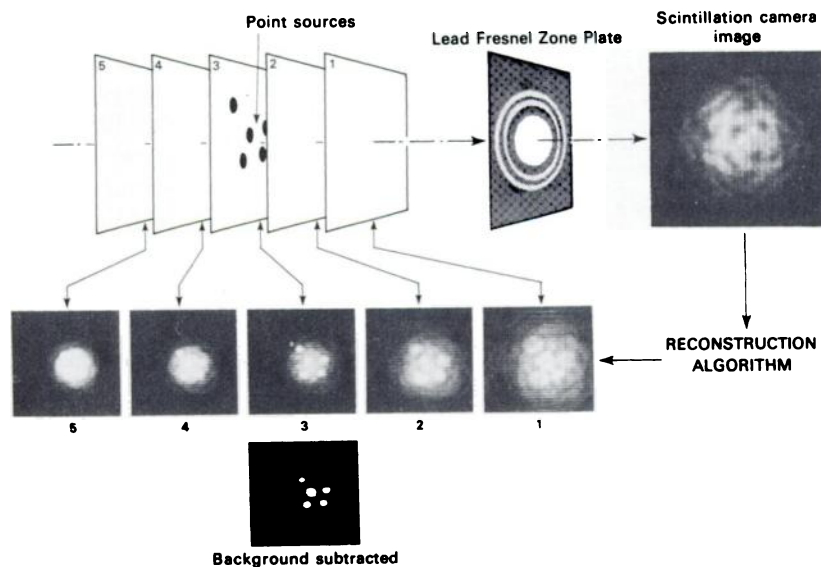 Point sources
Lead Fresnel Zone Plate
Scintillation camera
image
5
4
3
2
1
RECONSTRUCTION
ALGORITHM
5
4
3
2
1
Background subtracted